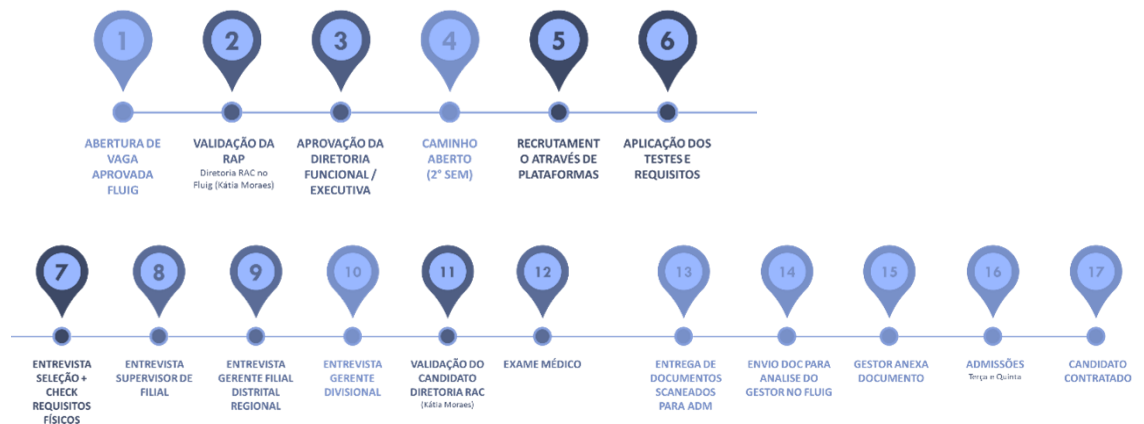 1
2
3
4
5
6
ABERTURA DE
VAGA
APROVADA
FLUIG
VALIDAÇÃO DA
RAP
Diretoria RAC no
Fluig (Kátia Moraes)
APROVAÇÃO DA
DIRETORIA
FUNCIONAL /
EXECUTIVA
CAMINHO
ABERTO
(2° SEM)
RECRUTAMENT
O ATRAVÉS DE
PLATAFORMAS
APLICAÇÃO DOS
TESTES E
REQUISITOS
7
8
9
10
11
12
13
14
15
16
17
ENTREVISTA
SELEÇÃO +
CHECK
REQUISITOS
FÍSICOS
ENTREVISTA
SUPERVISOR DE
FILIAL
ENTREVISTA
GERENTE FILIAL
DISTRITAL
REGIONAL
ENTREVISTA
GERENTE
DIVISIONAL
VALIDAÇÃO DO
CANDIDATO
DIRETORIA RAC
(Kátia Moraes)
EXAME MÉDICO
ENTREGA DE
DOCUMENTOS
SCANEADOS
PARA ADM
ENVIO DOC PARA
ANALISE DO
GESTOR NO FLUIG
GESTOR ANEXA
DOCUMENTO
ADMISSÕES
Terça e Quinta
CANDIDATO
CONTRATADO